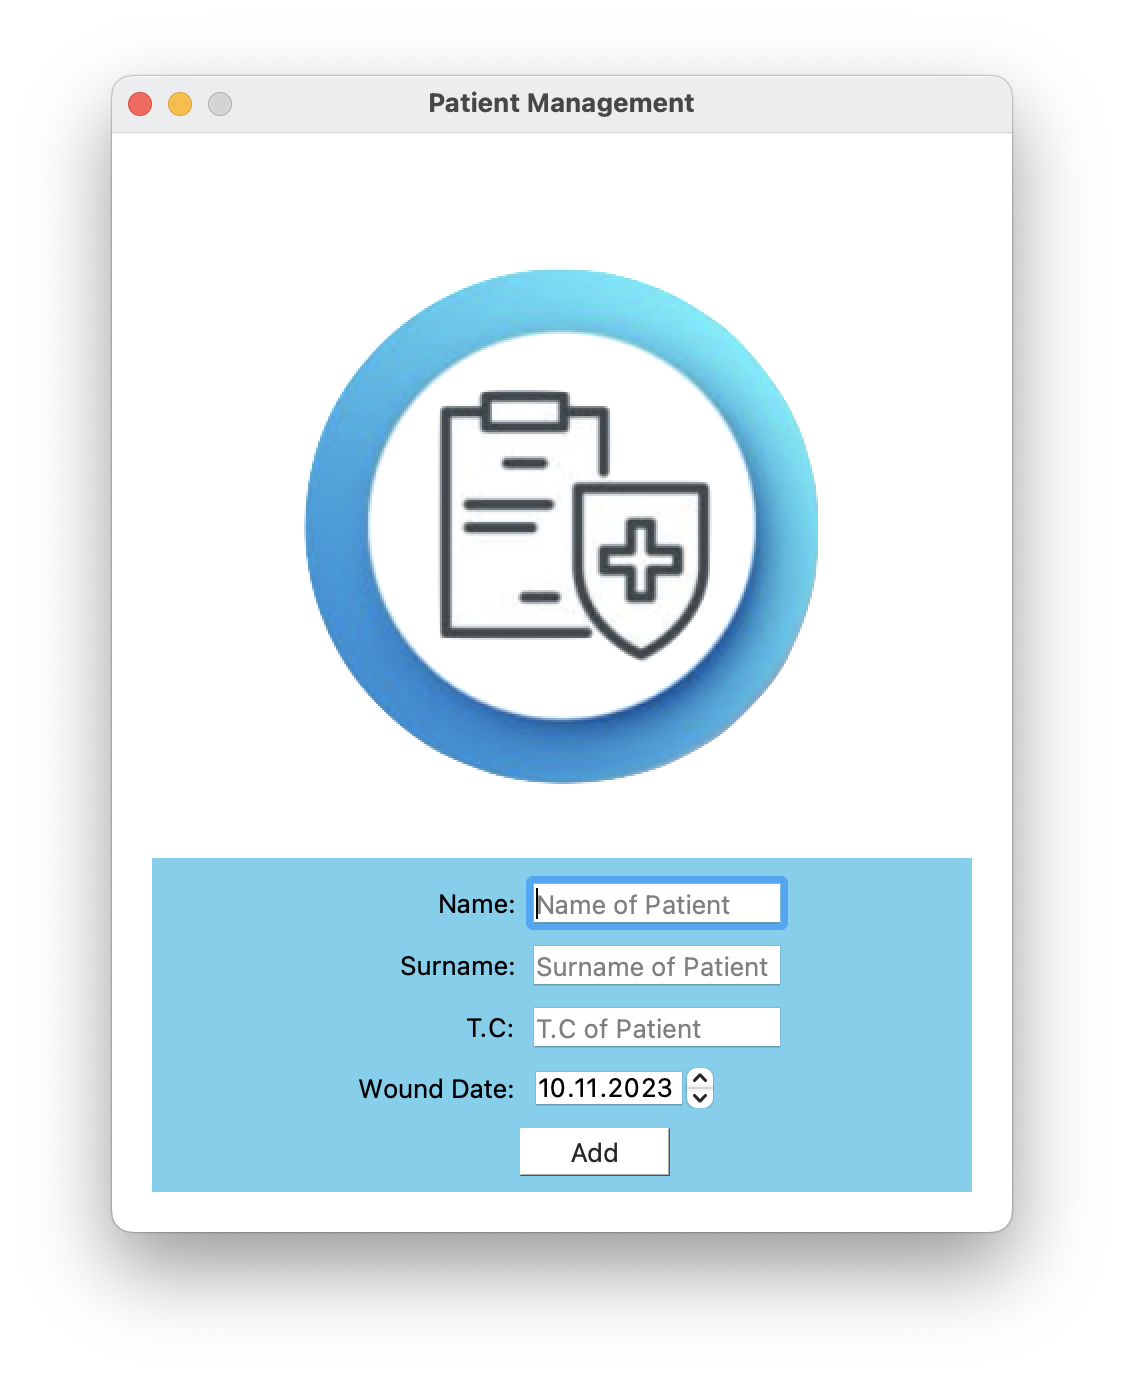 Patient Management
Name: Name of Patient
Surname: Surname of Patient
T.C: T.C of Patient
Wound Date: 10.11.2023
Add